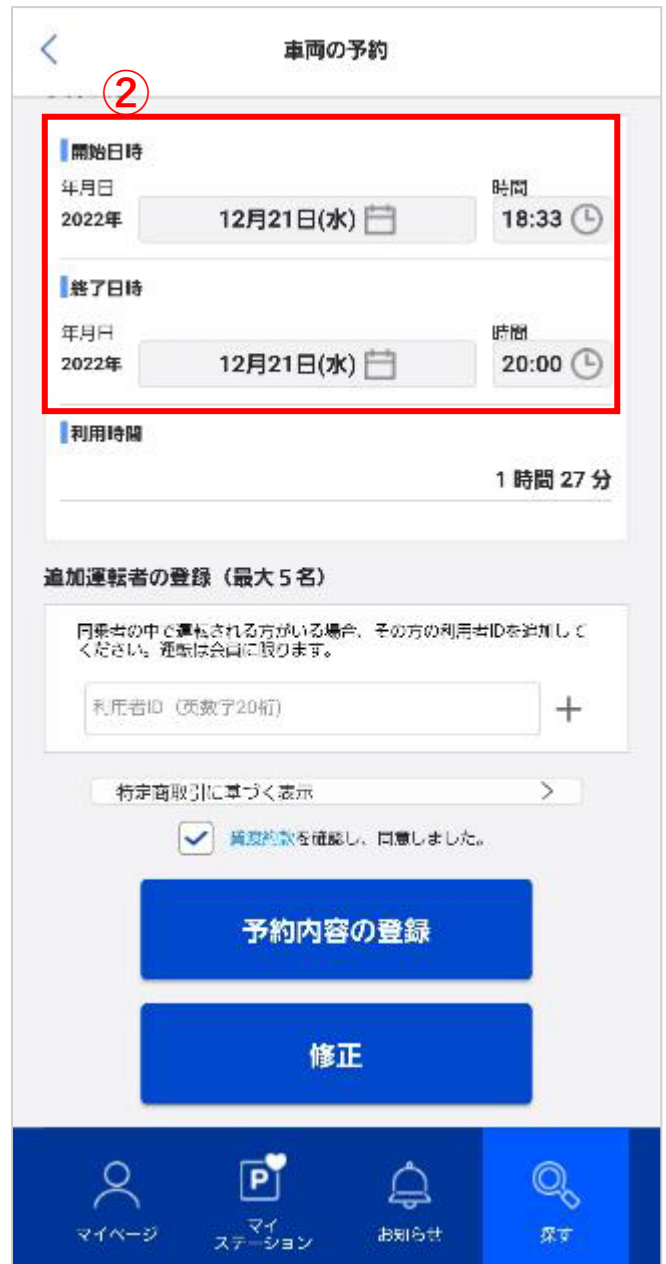 車両の予約
②
開始日時
年月日 時間
2022年 12月21日(水) 18:33
終了日時
年月日 時間
2022年 12月21日(水) 20:00
利用時間
1 時間 27 分
追加運転者の登録（最大５名）
同乗者の中で運転される方がいる場合、その方の利用者IDを追加して
ください。運転は会員に限ります。
利用者ID（英数字20桁）
特定商取引に基づく表示
貸渡約款を確認し、同意しました。
予約内容の登録
修正
P
マイページ
マイ
ステーション
お知らせ
探す